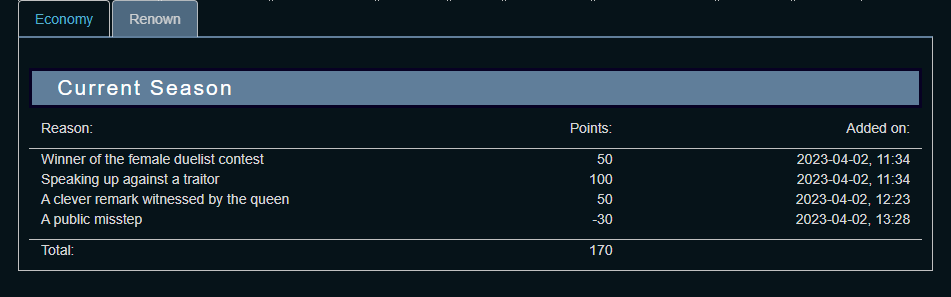 Economy Renown
Current Season
Reason: Points: Added on:
Winner of the female duelist contest 50 2023-04-02, 11:34
Speaking up against a traitor 100 2023-04-02, 11:34
A clever remark witnessed by the queen 50 2023-04-02, 12:23
A public misstep -30 2023-04-02, 13:28
Total: 170